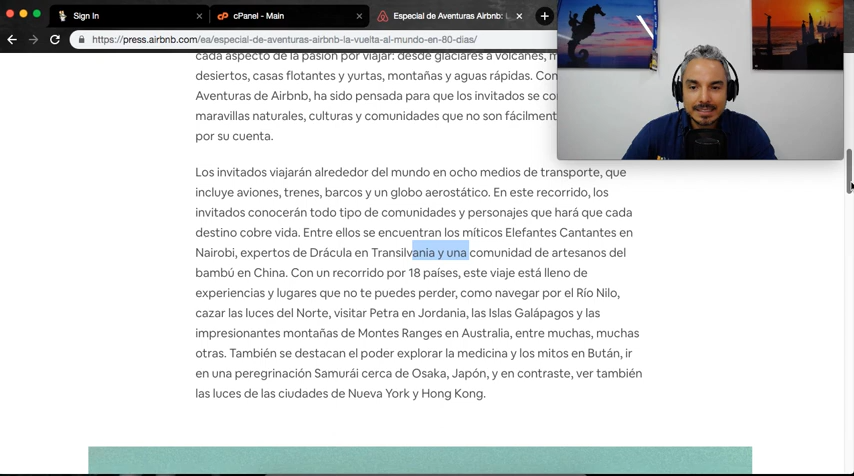 Sign In
cPanel - Main
Especial de Aventuras Airbnb: L
https://press.airbnb.com/ea/especial-de-aventuras-airbnb-la-vuelta-al-mundo-en-80-dias/
cada aspecto de la pasión por viajar: desde glaciares a volcanes, m
desiertos, casas flotantes y yurtas, montañas y aguas rápidas. Con
Aventuras de Airbnb, ha sido pensada para que los invitados se co
maravillas naturales, culturas y comunidades que no son fácilment
por su cuenta.
Los invitados viajarán alrededor del mundo en ocho medios de transporte, que
incluye aviones, trenes, barcos y un globo aerostático. En este recorrido, los
invitados conocerán todo tipo de comunidades y personajes que hará que cada
destino cobre vida. Entre ellos se encuentran los míticos Elefantes Cantantes en
Nairobi, expertos de Drácula en Transilvania y una comunidad de artesanos del
bambú en China. Con un recorrido por 18 países, este viaje está lleno de
experiencias y lugares que no te puedes perder, como navegar por el Río Nilo,
cazar las luces del Norte, visitar Petra en Jordania, las Islas Galápagos y las
impresionantes montañas de Montes Ranges en Australia, entre muchas, muchas
otras. También se destacan el poder explorar la medicina y los mitos en Bután, ir
en una peregrinación Samurái cerca de Osaka, Japón, y en contraste, ver también
las luces de las ciudades de Nueva York y Hong Kong.